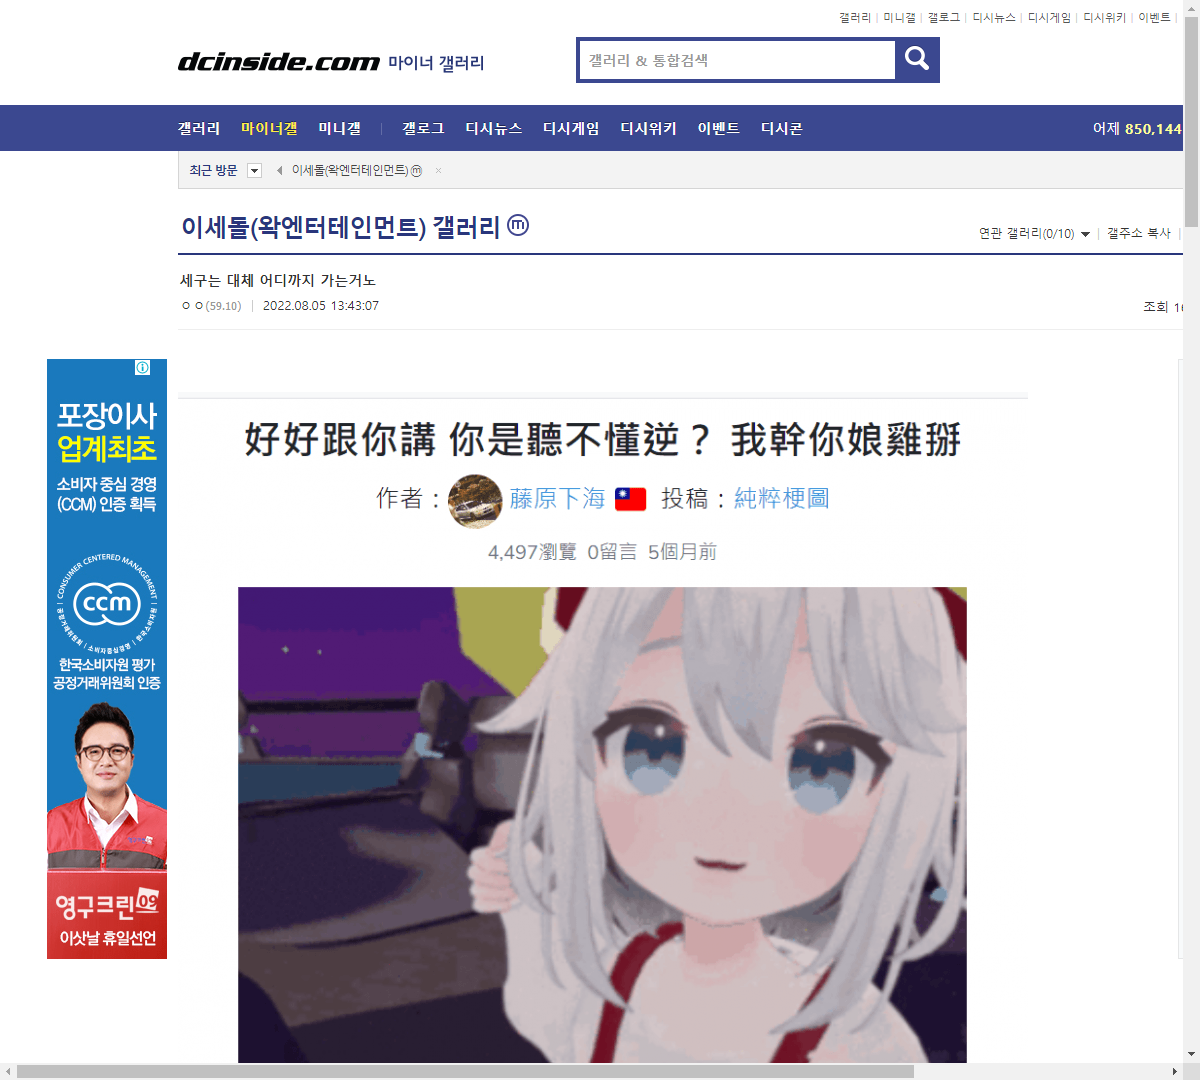 갤러리 | 미니갤 | 갤로그 | 디시뉴스 | 디시게임 | 디시위키 | 이벤트 |
dcinside.com 마이너 갤러리
갤러리 & 통합검색
갤러리 마이너갤 미니갤 | 갤로그 디시뉴스 디시게임 디시위키 이벤트 디시콘
어제 850,144
최근 방문 이세돌(왁엔터테인먼트)ⓜ ×
이세돌(왁엔터테인먼트) 갤러리 ⓜ
연관 갤러리(0/10) | 갤주소 복사 |
세구는 대체 어디까지 가는거노
ㅇㅇ(59.10) | 2022.08.05 13:43:07
조회
포장이사
업계최초
소비자 중심 경영
(CCM) 인증 획득
CONSUMER CENTERED MANAGEMENT
ccm
한국소비자원 평가
공정거래위원회 인증
영구크린09
이삿날 휴일선언
好好跟你講 你是聽不懂逆？ 我幹你娘雞掰
作者：藤原下海 投稿：純粹梗圖
4,497瀏覽 0留言 5個月前